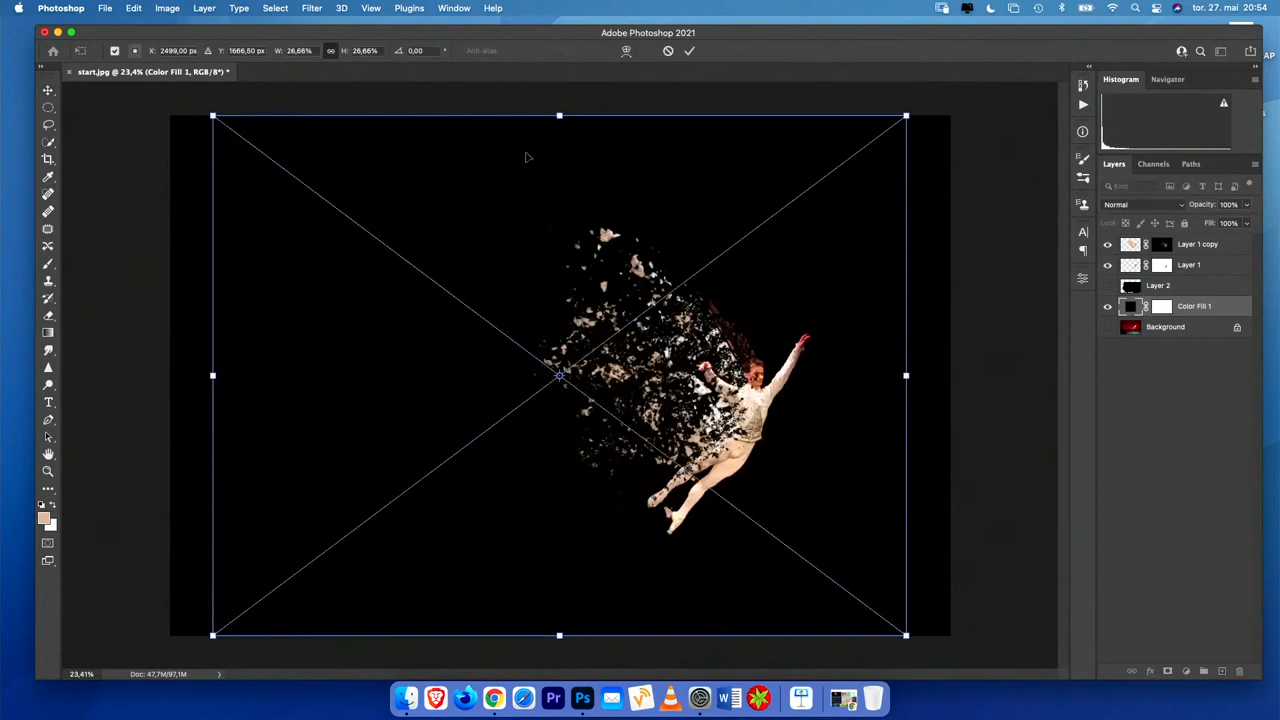 Photoshop File Edit Image Layer Type Select Filter 3D View Plugins Window Help tor. 27. mai 20:54
Adobe Photoshop 2021
X: 2499,00 px Y: 1666,50 px W: 26,66% H: 26,66% 0,00 ° Anti-alias
start.jpg @ 23,4% (Color Fill 1, RGB/8*) *
Histogram Navigator
Layers Channels Paths
Kind
Normal Opacity: 100%
Lock: Fill: 100%
Layer 1 copy
Layer 1
Layer 2
Color Fill 1
Background
23,41% Doc: 47,7M/97,1M
Pr Ps W